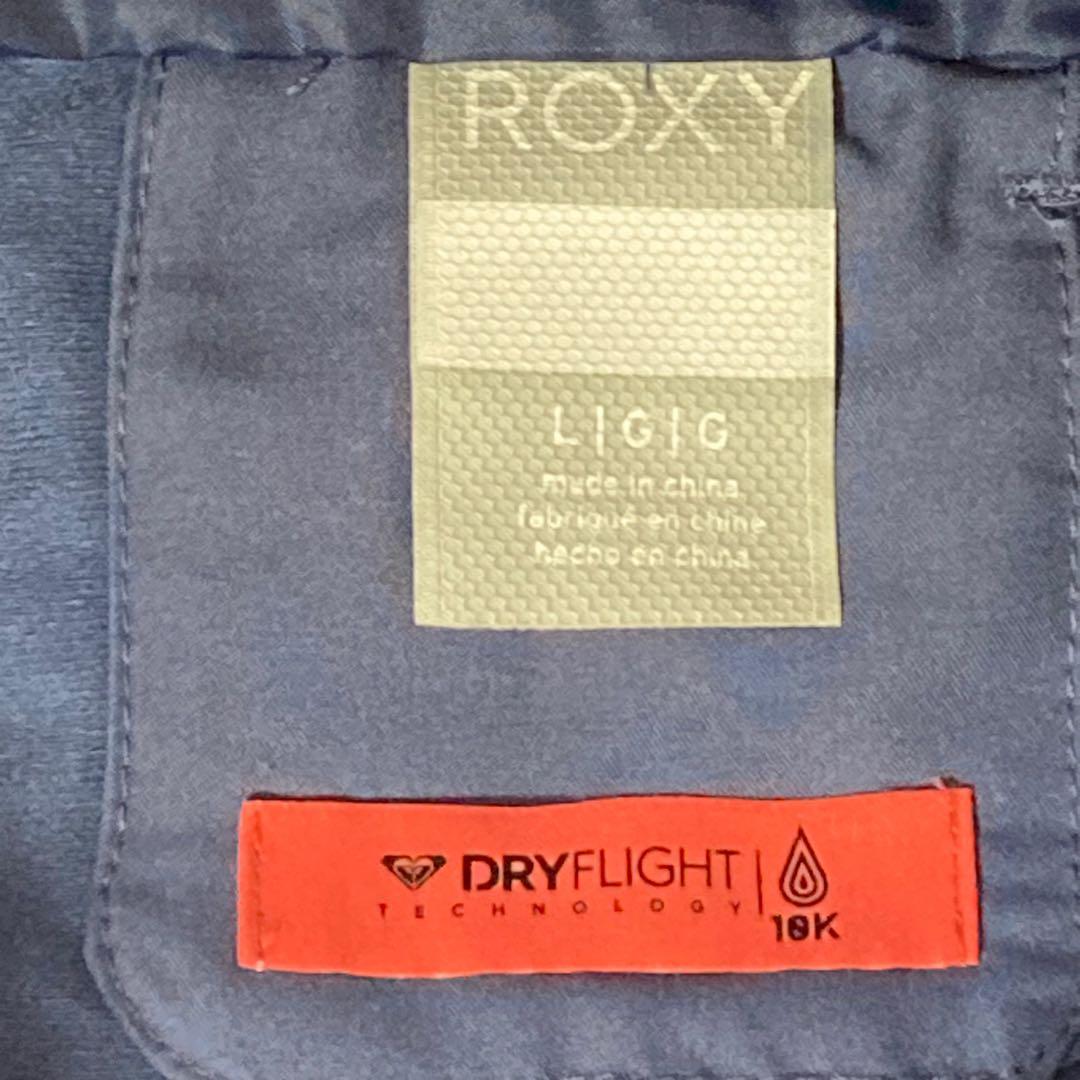 ROXY
L|G|G
made in china
fabriqué en chine
hecho en china
DRYFLIGHT
TECHNOLOGY
10K